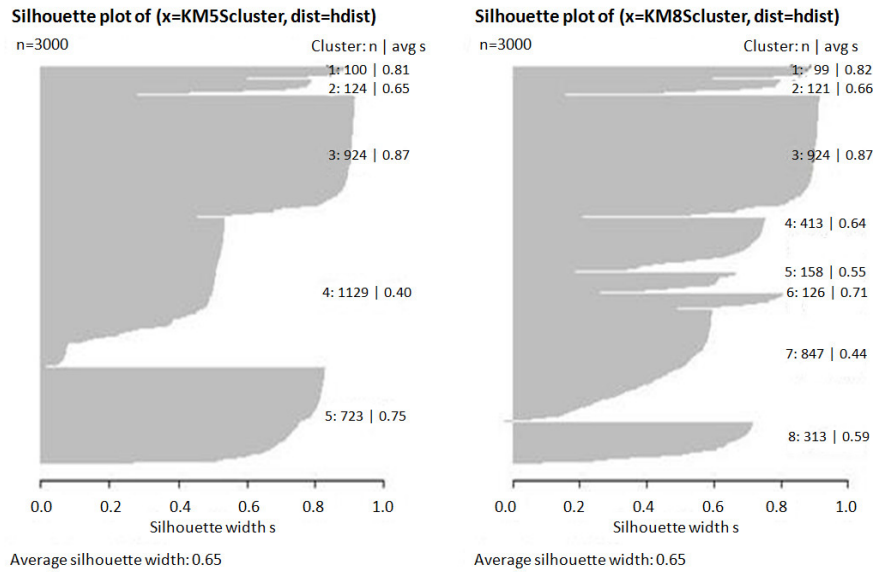 Silhouette plot of (x=KM5Scluster, dist=hdist)
n=3000
Cluster: n | avg s
1: 100 | 0.81
2: 124 | 0.65
3: 924 | 0.87
4: 1129 | 0.40
5: 723 | 0.75
0.0 0.2 0.4 0.6 0.8 1.0
Silhouette width s
Average silhouette width: 0.65
Silhouette plot of (x=KM8Scluster, dist=hdist)
n=3000
Cluster: n | avg s
1: 99 | 0.82
2: 121 | 0.66
3: 924 | 0.87
4: 413 | 0.64
5: 158 | 0.55
6: 126 | 0.71
7: 847 | 0.44
8: 313 | 0.59
0.0 0.2 0.4 0.6 0.8 1.0
Silhouette width s
Average silhouette width: 0.65